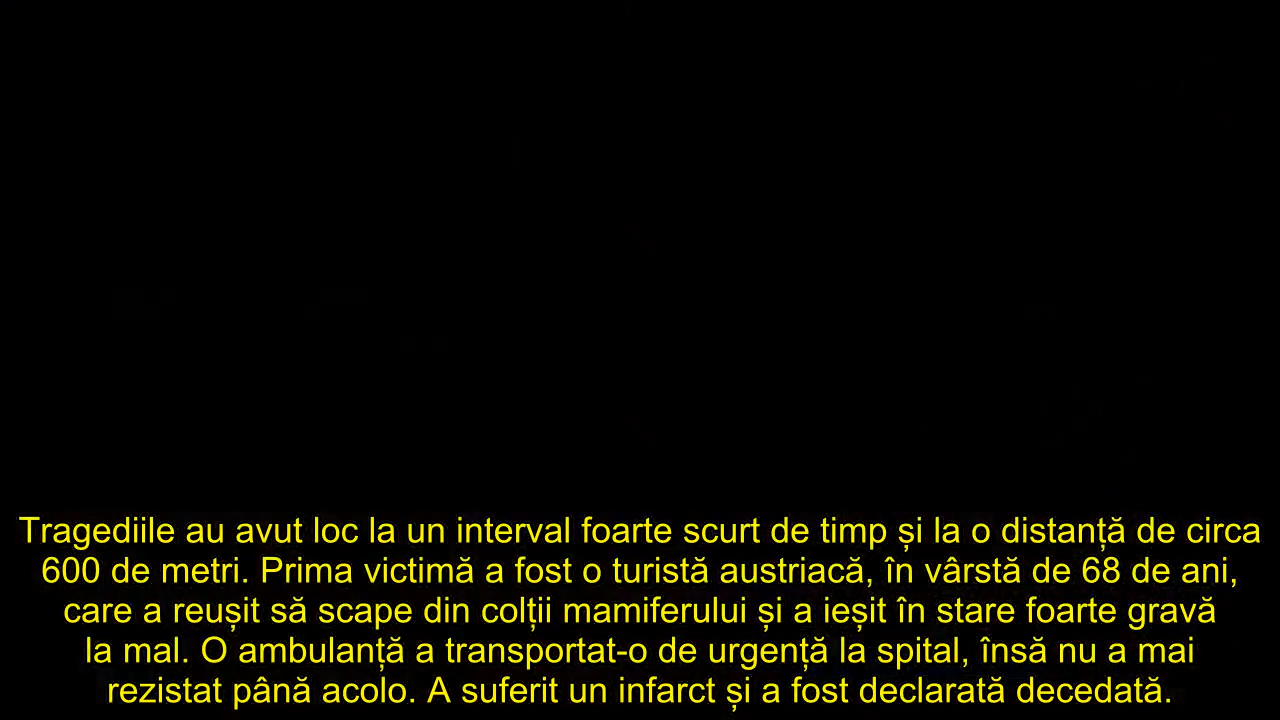 Tragediile au avut loc la un interval foarte scurt de timp și la o distanță de circa
600 de metri. Prima victimă a fost o turistă austriacă, în vârstă de 68 de ani,
care a reușit să scape din colții mamiferului și a ieșit în stare foarte gravă
la mal. O ambulanță a transportat-o de urgență la spital, însă nu a mai
rezistat până acolo. A suferit un infarct și a fost declarată decedată.